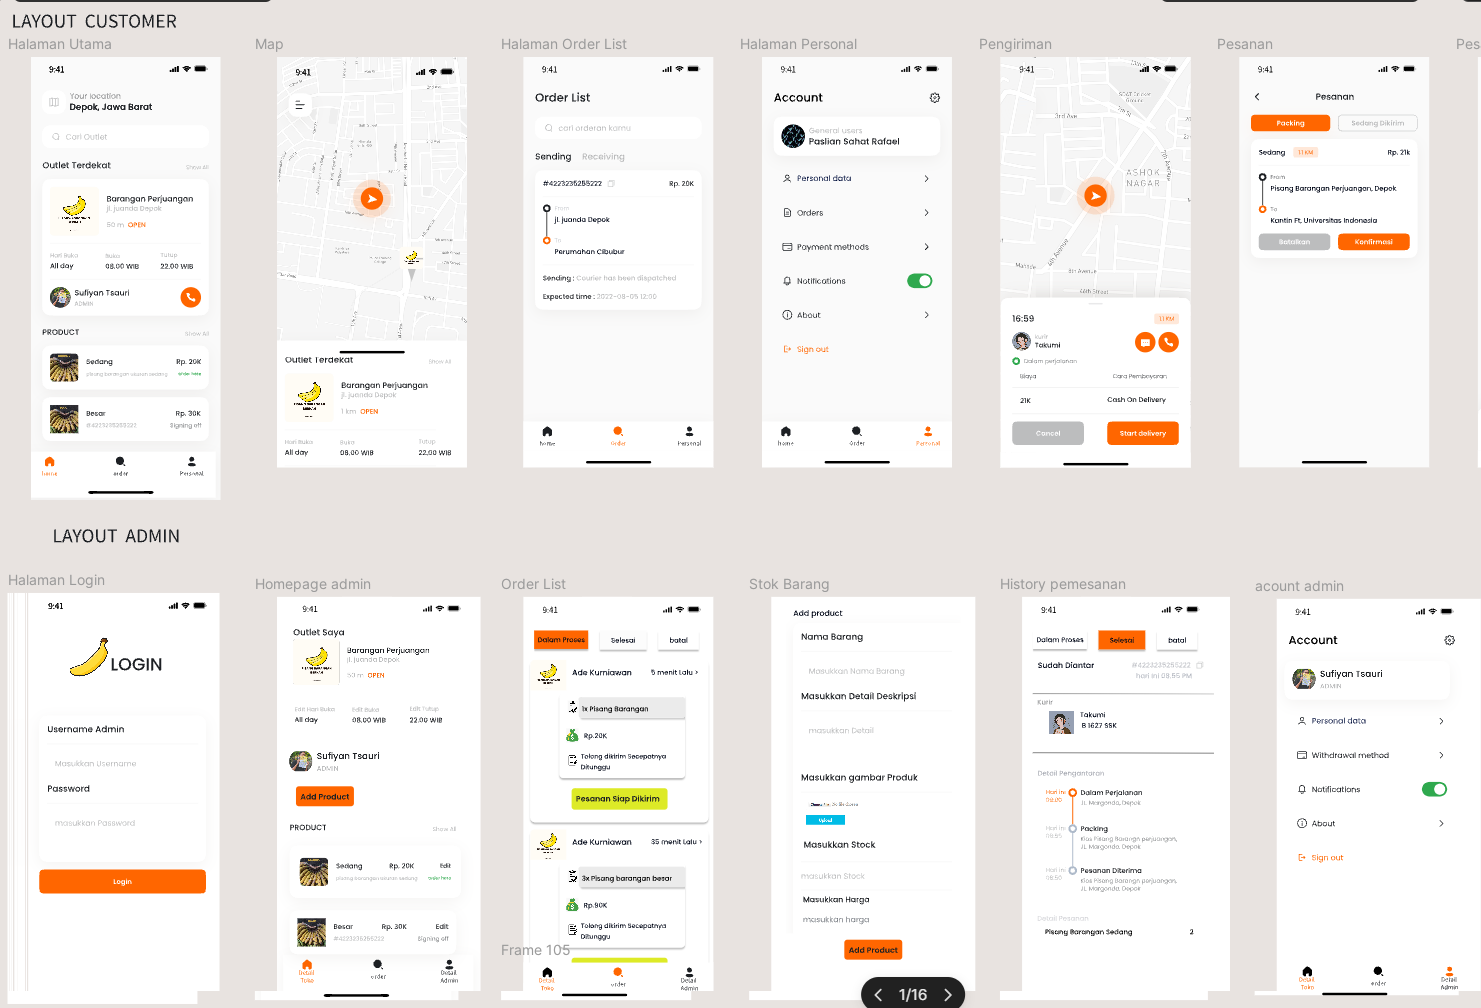 LAYOUT CUSTOMER
Halaman Utama
9:41
Your location
Depok, Jawa Barat
Cari Outlet
Outlet Terdekat
Show All
Barangan Perjuangan
jl. juanda Depok
50 m OPEN
Hari Buka
Buka
Tutup
All day
08.00 WIB
22.00 WIB
Sufiyan Tsauri
ADMIN
PRODUCT
Show All
Sedang
Rp. 20K
pisang barangan ukuran sedang
order here
Besar
Rp. 30K
#4223235255222
Signing off
home
order
Personal
Map
9:41
Outlet Terdekat
Show All
Barangan Perjuangan
jl. juanda Depok
1 km OPEN
Hari Buka
Buka
Tutup
All day
08.00 WIB
22.00 WIB
Halaman Order List
9:41
Order List
cari orderan kamu
Sending
Receiving
#4223235255222
Rp. 20K
From
jl. juanda Depok
To
Perumahan Cibubur
Sending : Courier has been dispatched
Expected time : 2022-08-05 12:00
home
order
Personal
Halaman Personal
9:41
Account
General users
Paslian Sahat Rafael
Personal data
Orders
Payment methods
Notifications
About
Sign out
home
order
Personal
Pengiriman
9:41
3rd Ave
7th Ave
ASHOK
NAGAR
4th Avenue
8th Avenue
48th Street
16:59
1.1 KM
Kurir
Takumi
Dalam perjalanan
Biaya
Cara Pembayaran
21K
Cash On Delivery
Cancel
Start delivery
Pesanan
9:41
Pesanan
Packing
Sedang Dikirim
Sedang
1.1 KM
Rp. 21k
From
Pisang Barangan Perjuangan, Depok
To
Kantin Ft, Universitas Indonesia
Batalkan
Konfirmasi
Pes
LAYOUT ADMIN
Halaman Login
9:41
LOGIN
Username Admin
Masukkan Username
Password
masukkan Password
Login
Homepage admin
9:41
Outlet Saya
Barangan Perjuangan
jl. juanda Depok
50 m OPEN
Edit Hari Buka
Edit Buka
Edit Tutup
All day
08.00 WIB
22.00 WIB
Sufiyan Tsauri
ADMIN
Add Product
PRODUCT
Show All
Sedang
Rp. 20K
Edit
pisang barangan ukuran sedang
order here
Besar
Rp. 30K
Edit
#4223235255222
Signing off
Detail
Toko
order
Detail
Admin
Order List
9:41
Dalam Proses
Selesai
batal
Ade Kurniawan
5 menit Lalu >
1x Pisang Barangan
Rp.20K
Tolong dikirim Secepatnya
Ditunggu
Pesanan Siap Dikirim
Ade Kurniawan
35 menit Lalu >
3x Pisang barangan besar
Rp.90K
Tolong dikirim Secepatnya
Ditunggu
Frame 105
Detail
Toko
order
Detail
Admin
Stok Barang
Add product
Nama Barang
Masukkan Nama Barang
Masukkan Detail Deskripsi
masukkan Detail
Masukkan gambar Produk
Upload
Masukkan Stock
masukkan Stock
Masukkan Harga
masukkan harga
Add Product
History pemesanan
9:41
Dalam Proses
Selesai
batal
Sudah Diantar
#4223235255222
hari ini 08.55 PM
Kurir
Takumi
B 1627 SSK
Detail Pengantaran
Dalam Perjalanan
JL. Margonda, Depok
Packing
Kios Pisang Barangn perjuangan,
JL. Margonda, Depok
Pesanan Diterima
Kios Pisang Barangn perjuangan,
JL. Margonda, Depok
Detail Pesanan
Pisang Barangan Sedang
2
acount admin
9:41
Account
Sufiyan Tsauri
ADMIN
Personal data
Withdrawal method
Notifications
About
Sign out
Detail
Toko
order
Detail
Admin
1/16